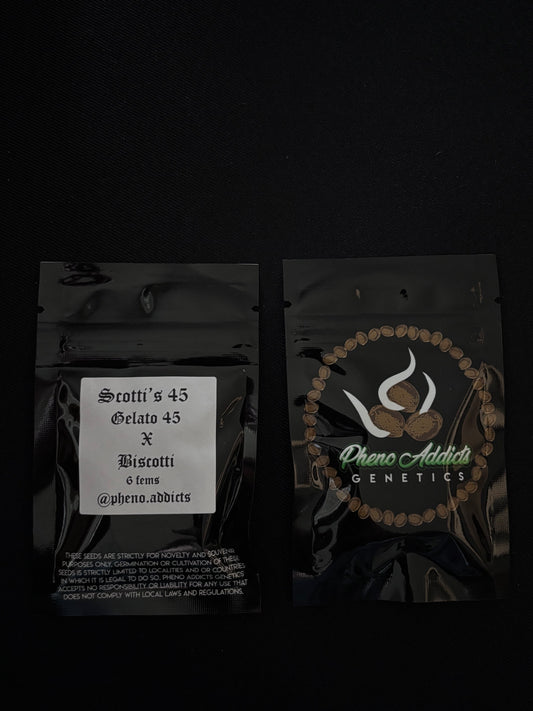 Scotti's 45
Gelato 45
X
Biscotti
6 fems
@pheno.addicts
THESE SEEDS ARE STRICTLY FOR NOVELTY AND SOUVENIR
PURPOSES ONLY. GERMINATION OR CULTIVATION OF THESE
SEEDS IS STRICTLY LIMITED TO LOCALITIES AND OR COUNTRIES
IN WHICH IT IS LEGAL TO DO SO. PHENO ADDICTS GENETICS
ACCEPTS NO RESPONSIBILITY OR LIABILITY FOR ANY USE THAT
DOES NOT COMPLY WITH LOCAL LAWS AND REGULATIONS.
Pheno Addicts
GENETICS